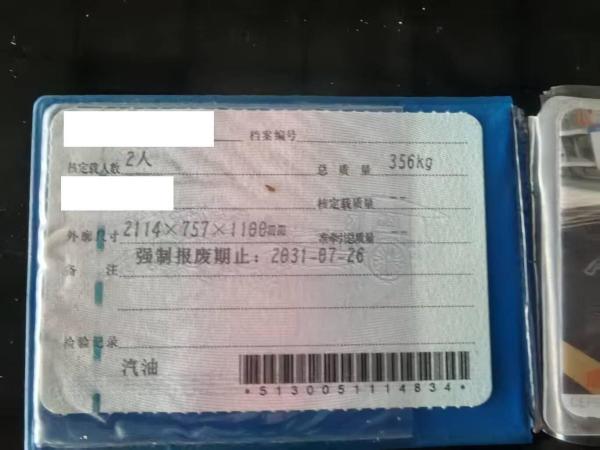 档案编号
核定载人数 2人 总质量 356kg
核定载质量 --
外廓尺寸 2114×757×1100mm 准牵引总质量 --
备注 强制报废期止：2031-07-26
检验记录
汽油
*5130051114834*